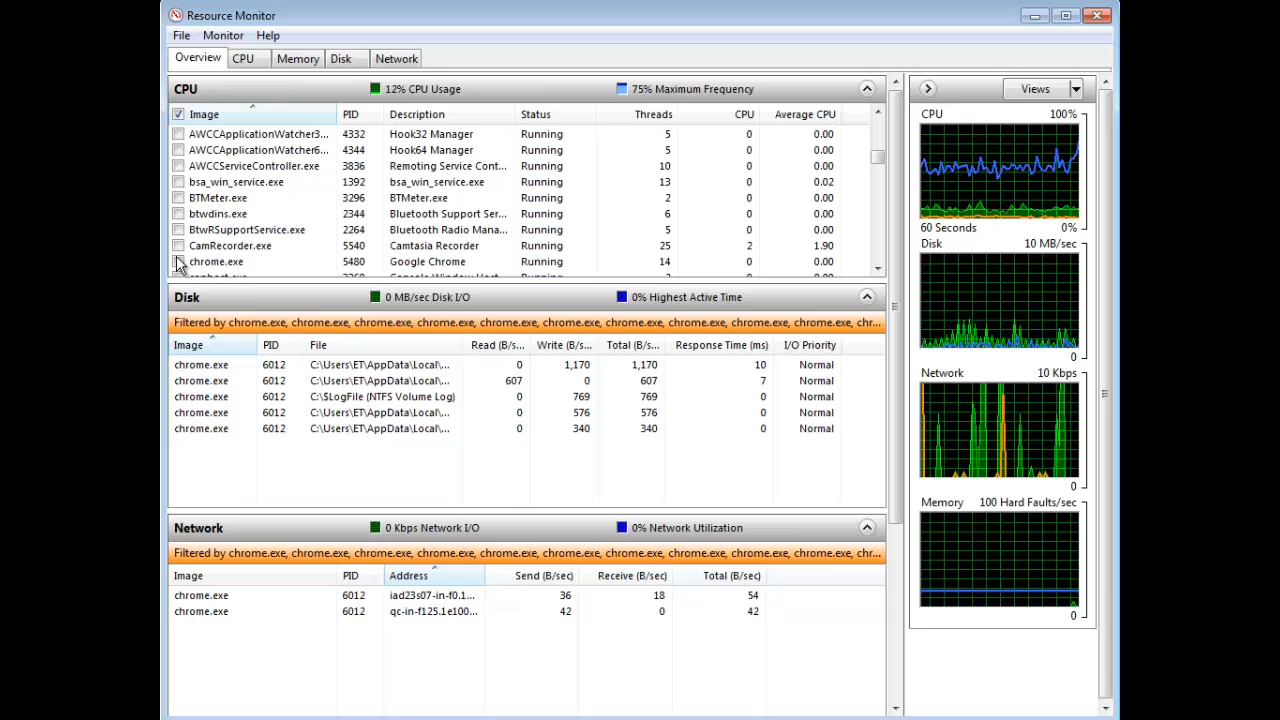 Resource Monitor
File Monitor Help
Overview CPU Memory Disk Network
CPU 12% CPU Usage 75% Maximum Frequency
Image PID Description Status Threads CPU Average CPU
AWCCApplicationWatcher3... 4332 Hook32 Manager Running 5 0 0.00
AWCCApplicationWatcher6... 4344 Hook64 Manager Running 5 0 0.00
AWCCServiceController.exe 3836 Remoting Service Cont... Running 10 0 0.00
bsa_win_service.exe 1392 bsa_win_service.exe Running 13 0 0.02
BTMeter.exe 3296 BTMeter.exe Running 2 0 0.00
btwdins.exe 2344 Bluetooth Support Ser... Running 6 0 0.00
BtwRSupportService.exe 2264 Bluetooth Radio Mana... Running 5 0 0.00
CamRecorder.exe 5540 Camtasia Recorder Running 25 2 1.90
chrome.exe 5480 Google Chrome Running 14 0 0.00
Disk 0 MB/sec Disk I/O 0% Highest Active Time
Filtered by chrome.exe, chrome.exe, chrome.exe, chrome.exe, chrome.exe, chrome.exe, chrome.exe, chrome.exe, chrome.exe, chrome.exe, chr...
Image PID File Read (B/s... Write (B/s... Total (B/s... Response Time (ms) I/O Priority
chrome.exe 6012 C:\Users\ET\AppData\Local\... 0 1,170 1,170 10 Normal
chrome.exe 6012 C:\Users\ET\AppData\Local\... 607 0 607 7 Normal
chrome.exe 6012 C:\$LogFile (NTFS Volume Log) 0 769 769 0 Normal
chrome.exe 6012 C:\Users\ET\AppData\Local\... 0 576 576 0 Normal
chrome.exe 6012 C:\Users\ET\AppData\Local\... 0 340 340 0 Normal
Network 0 Kbps Network I/O 0% Network Utilization
Filtered by chrome.exe, chrome.exe, chrome.exe, chrome.exe, chrome.exe, chrome.exe, chrome.exe, chrome.exe, chrome.exe, chrome.exe, chr...
Image PID Address Send (B/sec) Receive (B/sec) Total (B/sec)
chrome.exe 6012 iad23s07-in-f0.1... 36 18 54
chrome.exe 6012 qc-in-f125.1e100... 42 0 42
Views
CPU 100%
60 Seconds 0%
Disk 10 MB/sec
0
Network 10 Kbps
0
Memory 100 Hard Faults/sec
0